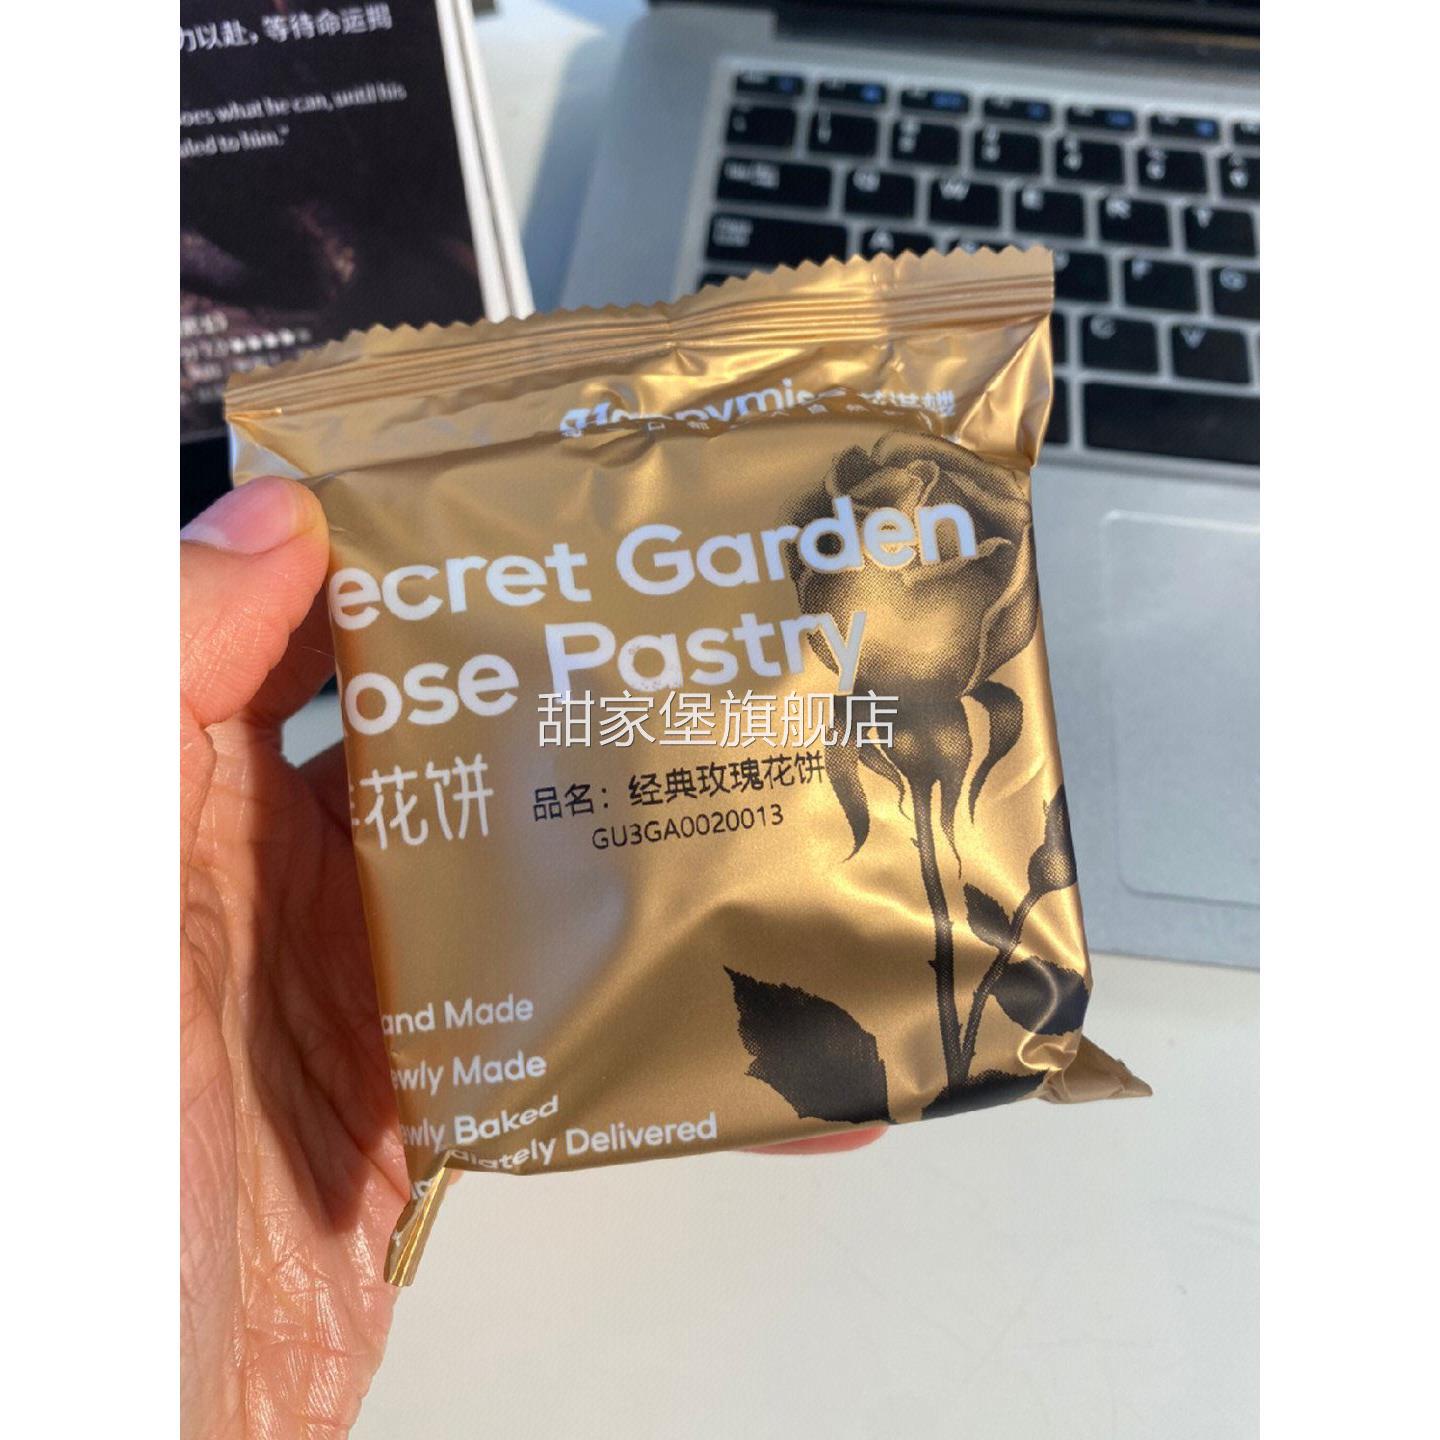 力以赴，等待命运揭
oes what he can, until his
aled to him."
ecret Garden
ose Pastry
甜家堡旗舰店
花饼
品名：经典玫瑰花饼
GU3GA0020013
and Made
ewly Made
ewly Baked
diately Delivered